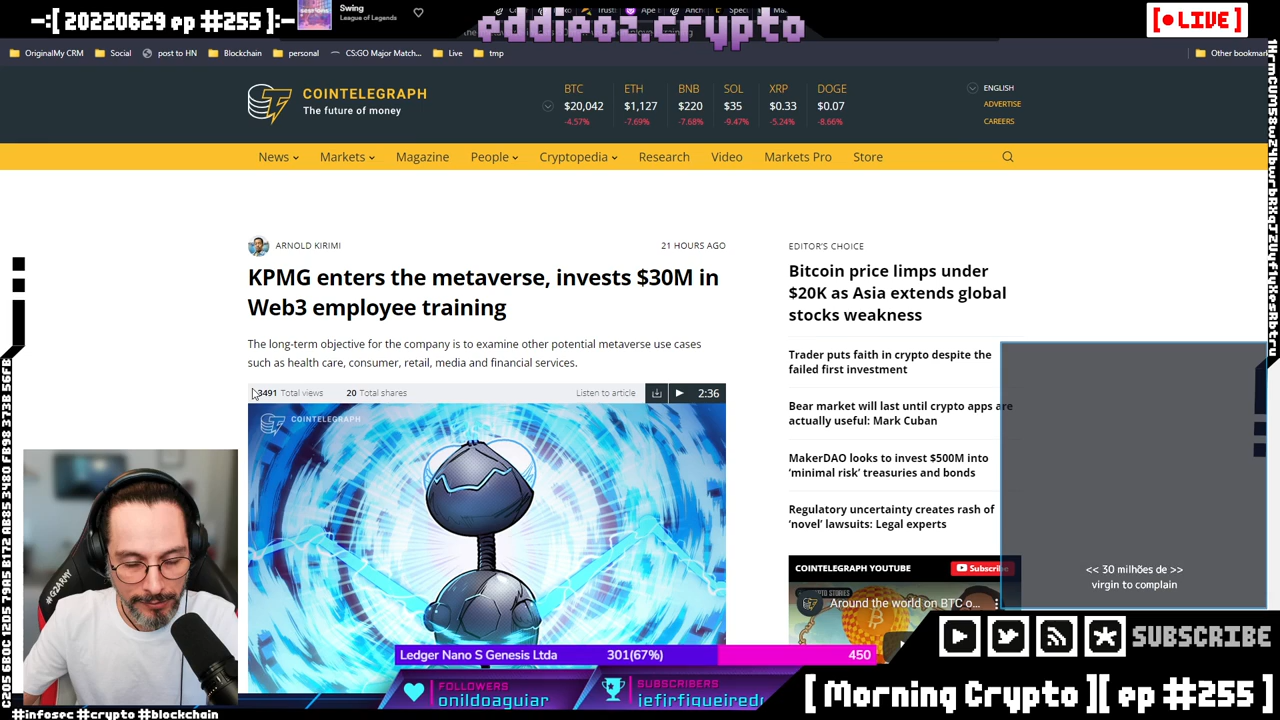 -:[ 20220629 ep #255 ]:-
Swing
League of Legends
eddieoz.crypto
[● LIVE ]
OriginalMy CRM
Social
post to HN
Blockchain
personal
CS:GO Major Match...
Live
tmp
Other bookmar
COINTELEGRAPH
The future of money
BTC ETH BNB SOL XRP DOGE
$20,042 $1,127 $220 $35 $0.33 $0.07
-4.57% -7.69% -7.68% -9.47% -5.24% -8.66%
ENGLISH
ADVERTISE
CAREERS
News Markets Magazine People Cryptopedia Research Video Markets Pro Store
ARNOLD KIRIMI
21 HOURS AGO
KPMG enters the metaverse, invests $30M in
Web3 employee training
The long-term objective for the company is to examine other potential metaverse use cases
such as health care, consumer, retail, media and financial services.
3491 Total views 20 Total shares Listen to article 2:36
COINTELEGRAPH
EDITOR'S CHOICE
Bitcoin price limps under
$20K as Asia extends global
stocks weakness
Trader puts faith in crypto despite the
failed first investment
Bear market will last until crypto apps are
actually useful: Mark Cuban
MakerDAO looks to invest $500M into
'minimal risk' treasuries and bonds
Regulatory uncertainty creates rash of
'novel' lawsuits: Legal experts
COINTELEGRAPH YOUTUBE
Subscribe
Around the world on BTC o...
<< 30 milhões de >>
virgin to complain
Ledger Nano S Genesis Ltda 301(67%) 450
FOLLOWERS
onildoaguiar
SUBSCRIBERS
jefirfiqueired
SUBSCRIBE
[ Morning Crypto ][ ep #255 ]
#infosec #crypto #blockchain